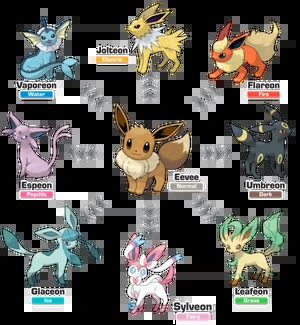 Jolteon
Electric
Vaporeon
Water
Flareon
Fire
Espeon
Psychic
Eevee
Normal
Umbreon
Dark
Glaceon
Ice
Sylveon
Fairy
Leafeon
Grass